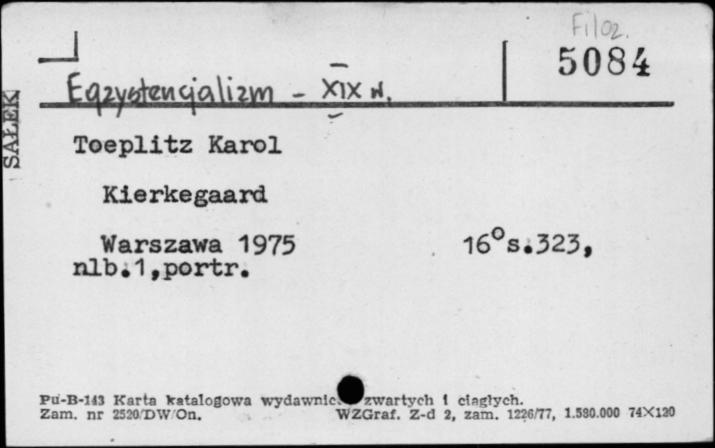 Filoz.
5084
Egzystencjalizm - XIX w.
SAŁEK
Toeplitz Karol
Kierkegaard
Warszawa 1975 16° s.323,
nlb.1,portr.
Pu-B-143 Karta katalogowa wydawnic zwartych i ciągłych.
Zam. nr 2520/DW/On. WZGraf. Z-d 2, zam. 1226/77, 1.580.000 74X120